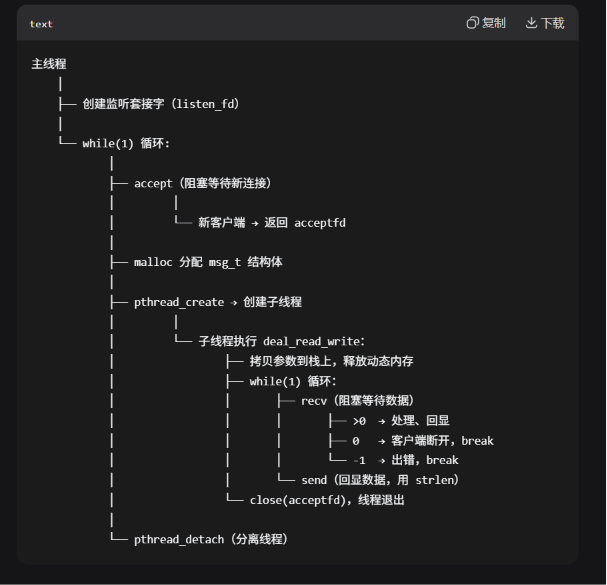 text 复制 下载
主线程
│
├── 创建监听套接字（listen_fd）
│
└── while(1) 循环：
│
├── accept（阻塞等待新连接）
│ │
│ └── 新客户端 → 返回 acceptfd
│
├── malloc 分配 msg_t 结构体
│
├── pthread_create → 创建子线程
│ │
│ └── 子线程执行 deal_read_write：
│ ├── 拷贝参数到栈上，释放动态内存
│ ├── while(1) 循环：
│ │ ├── recv（阻塞等待数据）
│ │ │ ├── >0 → 处理、回显
│ │ │ ├── 0 → 客户端断开，break
│ │ │ └── -1 → 出错，break
│ │ └── send（回显数据，用 strlen）
│ └── close(acceptfd)，线程退出
│
└── pthread_detach（分离线程）